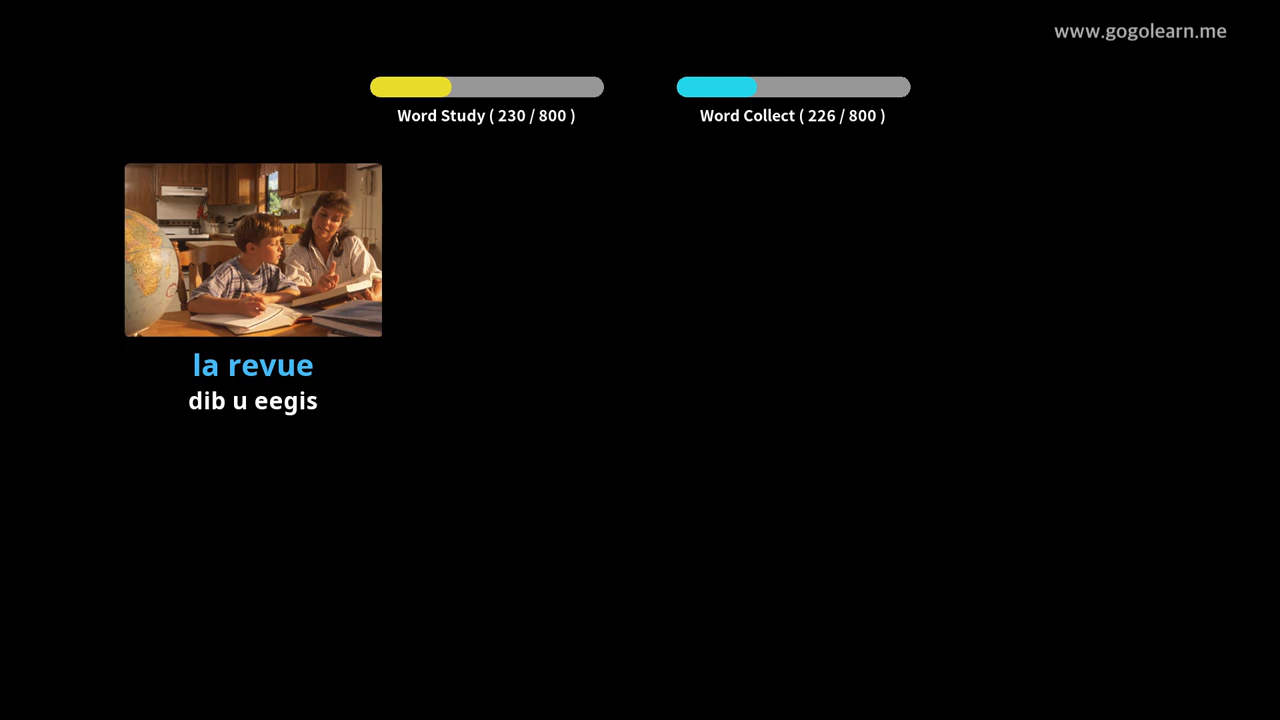 www.gogolearn.me
Word Study ( 230 / 800 )
Word Collect ( 226 / 800 )
la revue
dib u eegis